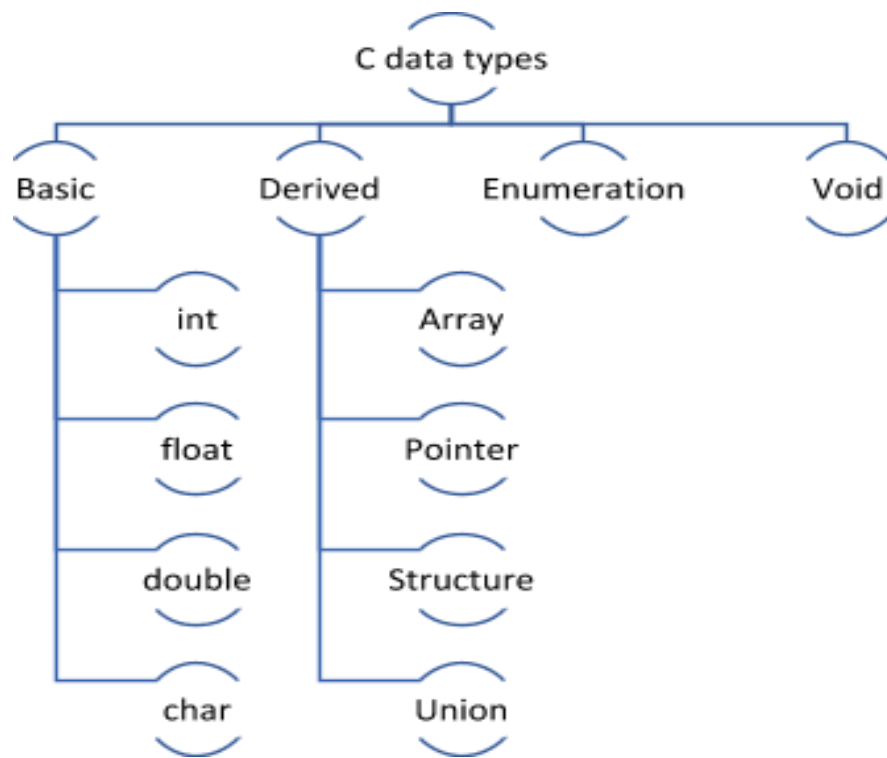 C data types
Basic
Derived
Enumeration
Void
int
Array
float
Pointer
double
Structure
char
Union